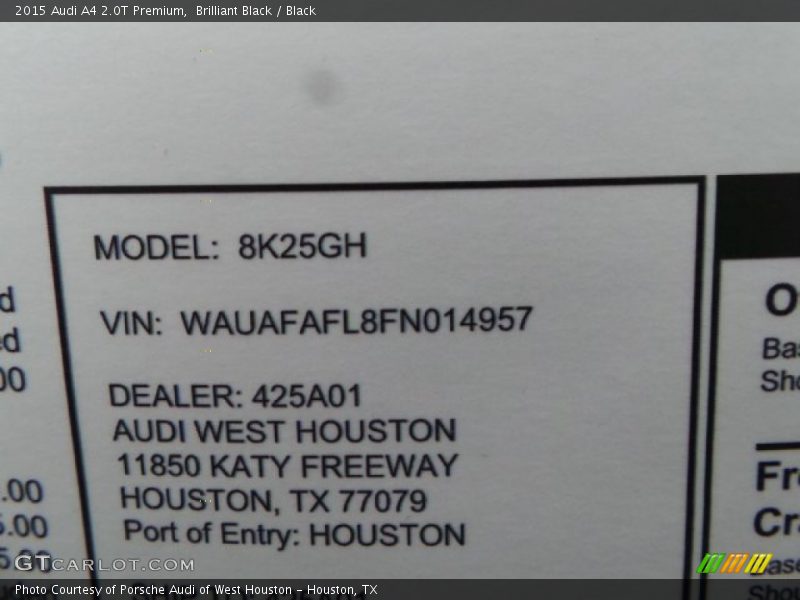 2015 Audi A4 2.0T Premium,  Brilliant Black / Black
MODEL: 8K25GH
VIN: WAUAFAFL8FN014957
DEALER: 425A01
AUDI WEST HOUSTON
11850 KATY FREEWAY
HOUSTON, TX 77079
Port of Entry: HOUSTON
.00
GTCARLOT.COM
Photo Courtesy of Porsche Audi of West Houston – Houston, TX